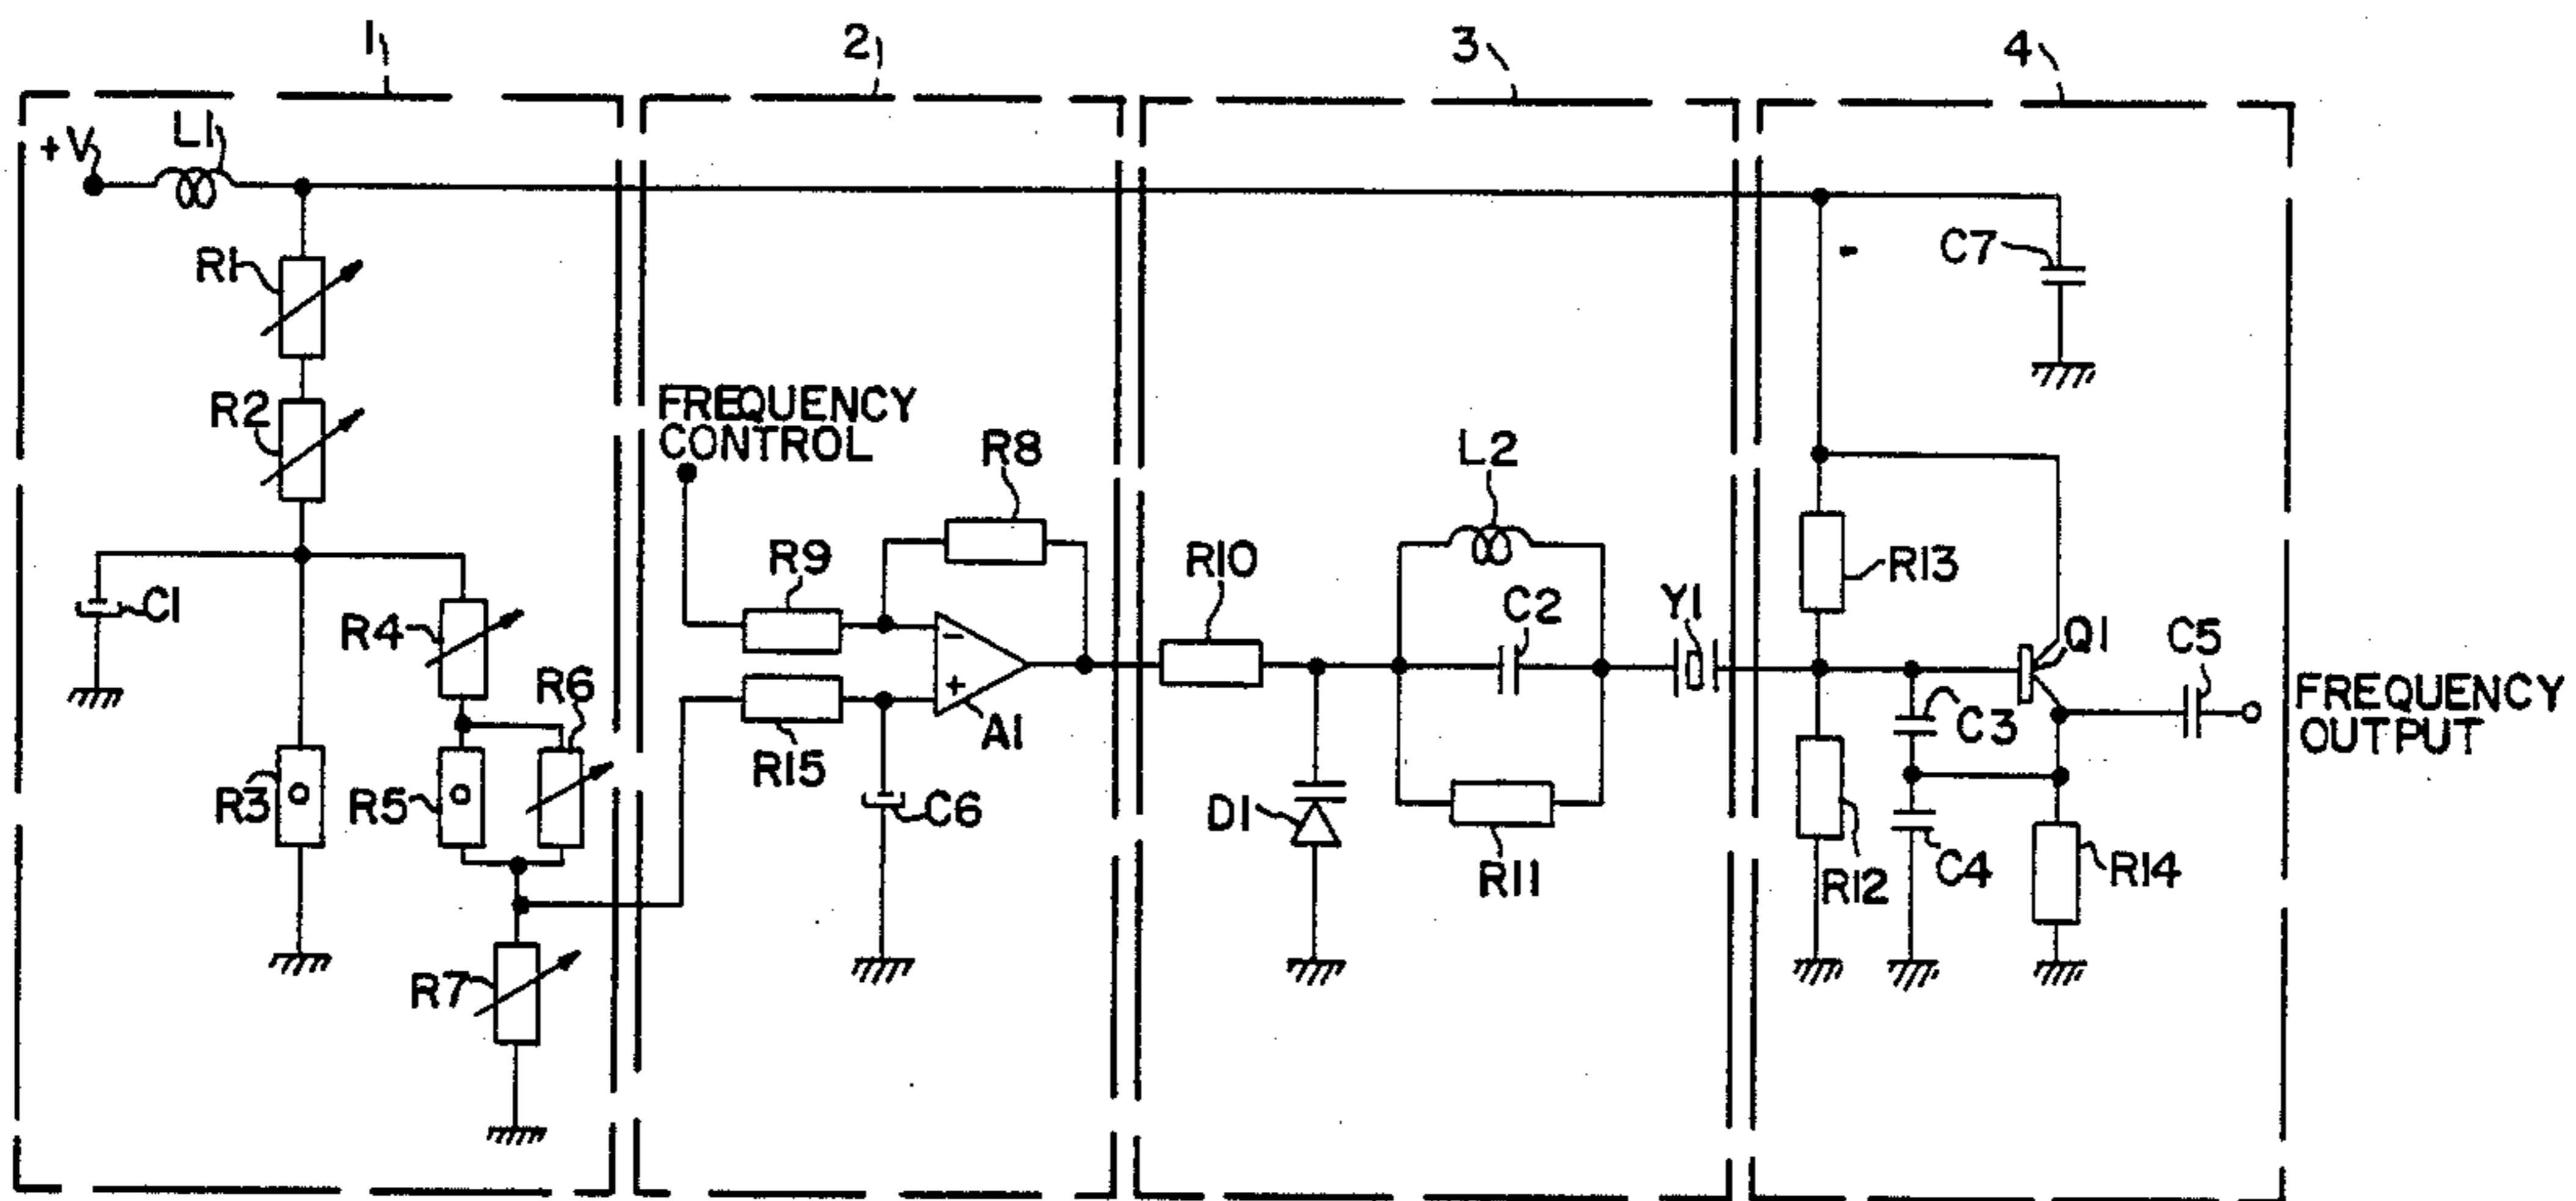 1
2
3
4
+V
L1
R1
R2
C1
R3
R4
R5
R6
R7
FREQUENCY
CONTROL
R8
R9
R15
-
+
A1
C6
R10
D1
L2
C2
R11
Y1
C7
R13
R12
C3
C4
Q1
R14
C5
FREQUENCY
OUTPUT